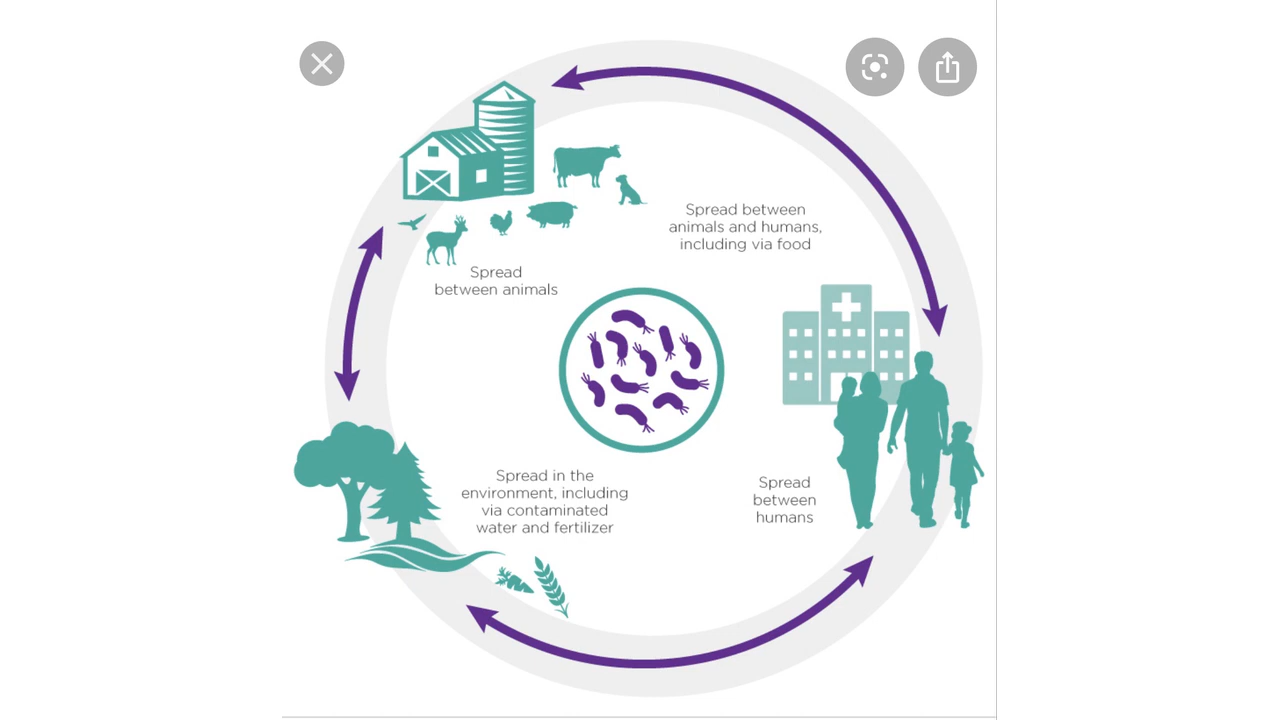 Spread between
animals and humans,
including via food
Spread
between animals
Spread in the
environment, including
via contaminated
water and fertilizer
Spread
between
humans